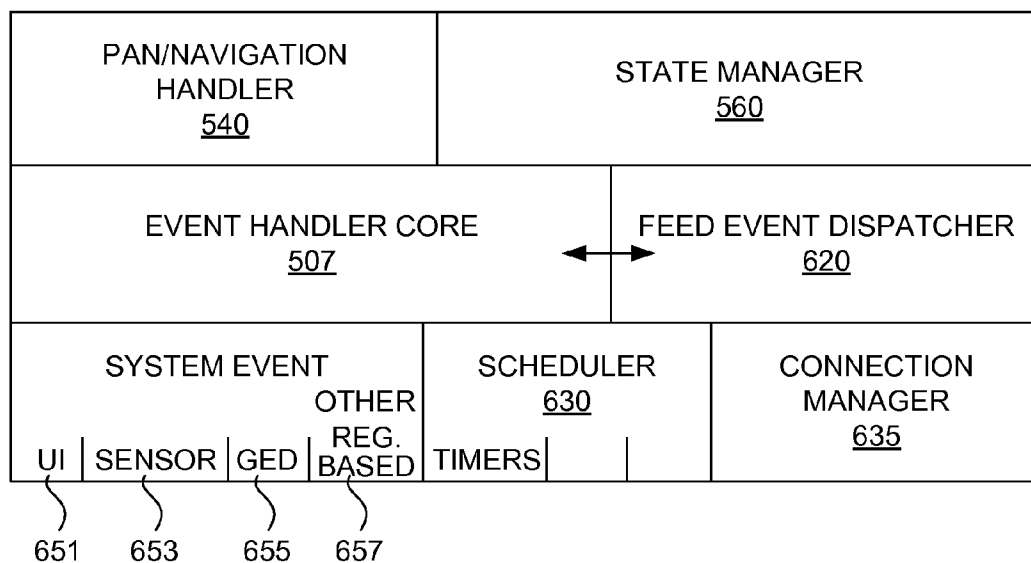 PAN/NAVIGATION
HANDLER
540
STATE MANAGER
560
EVENT HANDLER CORE
507
FEED EVENT DISPATCHER
620
SYSTEM EVENT
UI
SENSOR
GED
OTHER
REG.
BASED
SCHEDULER
630
TIMERS
CONNECTION
MANAGER
635
651
653
655
657